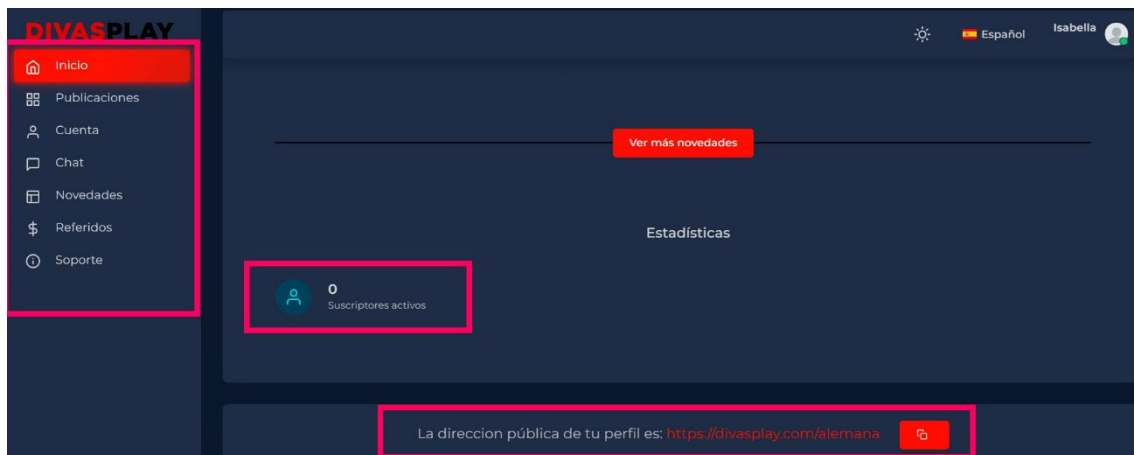 DIVASPLAY
Español
Isabella
Inicio
Publicaciones
Cuenta
Chat
Novedades
Referidos
Soporte
Ver más novedades
Estadísticas
0
Suscriptores activos
La direccion pública de tu perfil es: https://divasplay.com/alemana